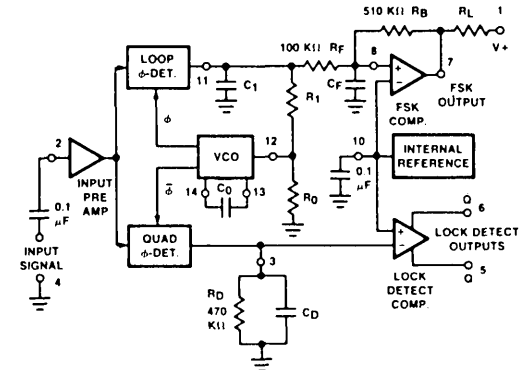 510 KΩ RB RL 1
V+
LOOP
ϕ-DET.
11
C1
100 KΩ RF
8
CF
+
−
7
FSK
COMP.
FSK
OUTPUT
R1
ϕ
2
INPUT
PRE
AMP
VCO
12
10
INTERNAL
REFERENCE
ϕ̅
14
C0
13
R0
0.1
μF
0.1
μF
INPUT
SIGNAL
4
QUAD
ϕ-DET.
3
+
−
Q
6
LOCK DETECT
OUTPUTS
Q
5
LOCK
DETECT
COMP.
RD
470
KΩ
CD